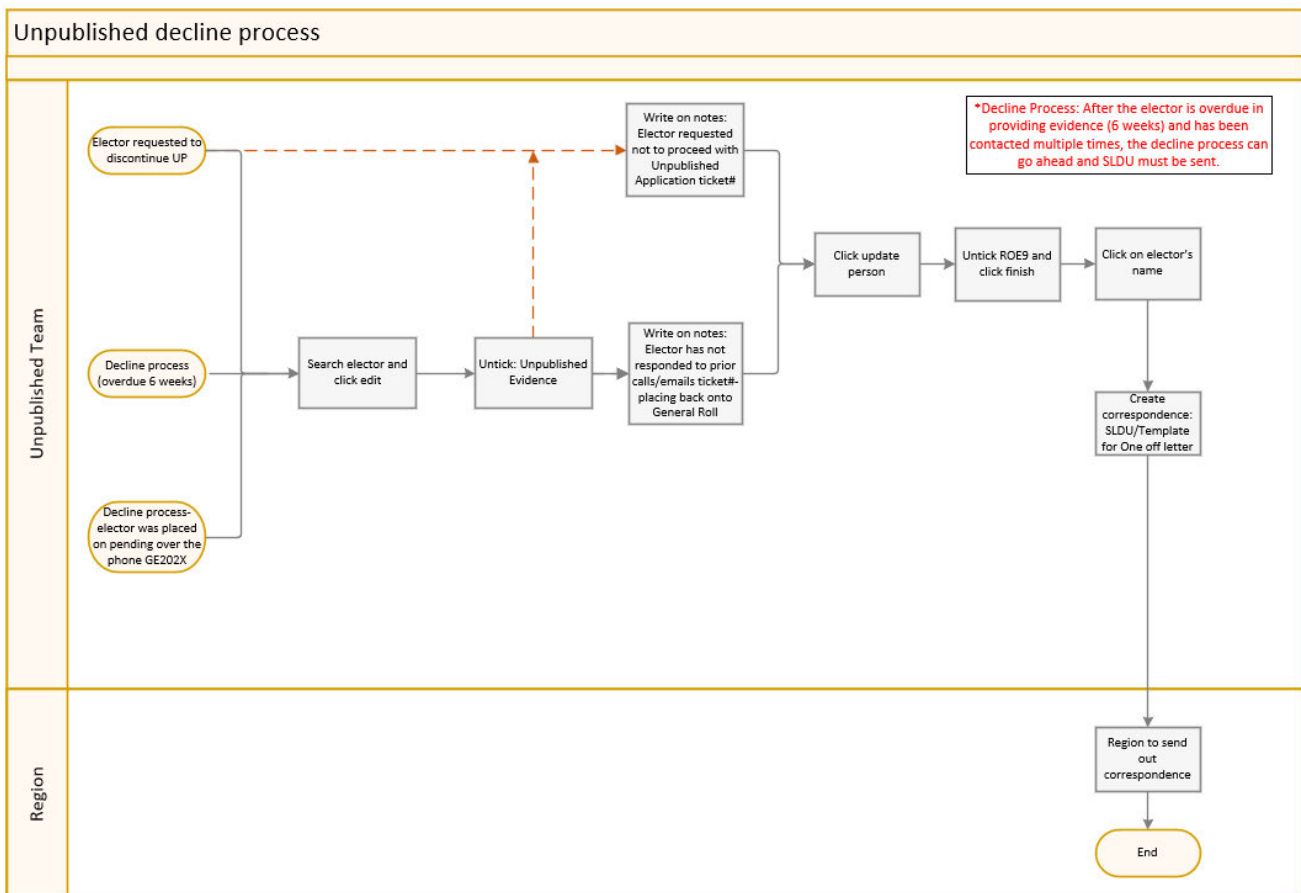 Unpublished decline process
Unpublished Team
Elector requested to
discontinue UP
Write on notes:
Elector requested
not to proceed with
Unpublished
Application ticket#
*Decline Process: After the elector is overdue in
providing evidence (6 weeks) and has been
contacted multiple times, the decline process can
go ahead and SLDU must be sent.
Decline process
(overdue 6 weeks)
Search elector and
click edit
Untick: Unpublished
Evidence
Write on notes:
Elector has not
responded to prior
calls/emails ticket#-
placing back onto
General Roll
Click update
person
Untick ROE9 and
click finish
Click on elector's
name
Create
correspondence:
SLDU/Template
for One off letter
Decline process-
elector was placed
on pending over the
phone GE202X
Region
Region to send
out
correspondence
End